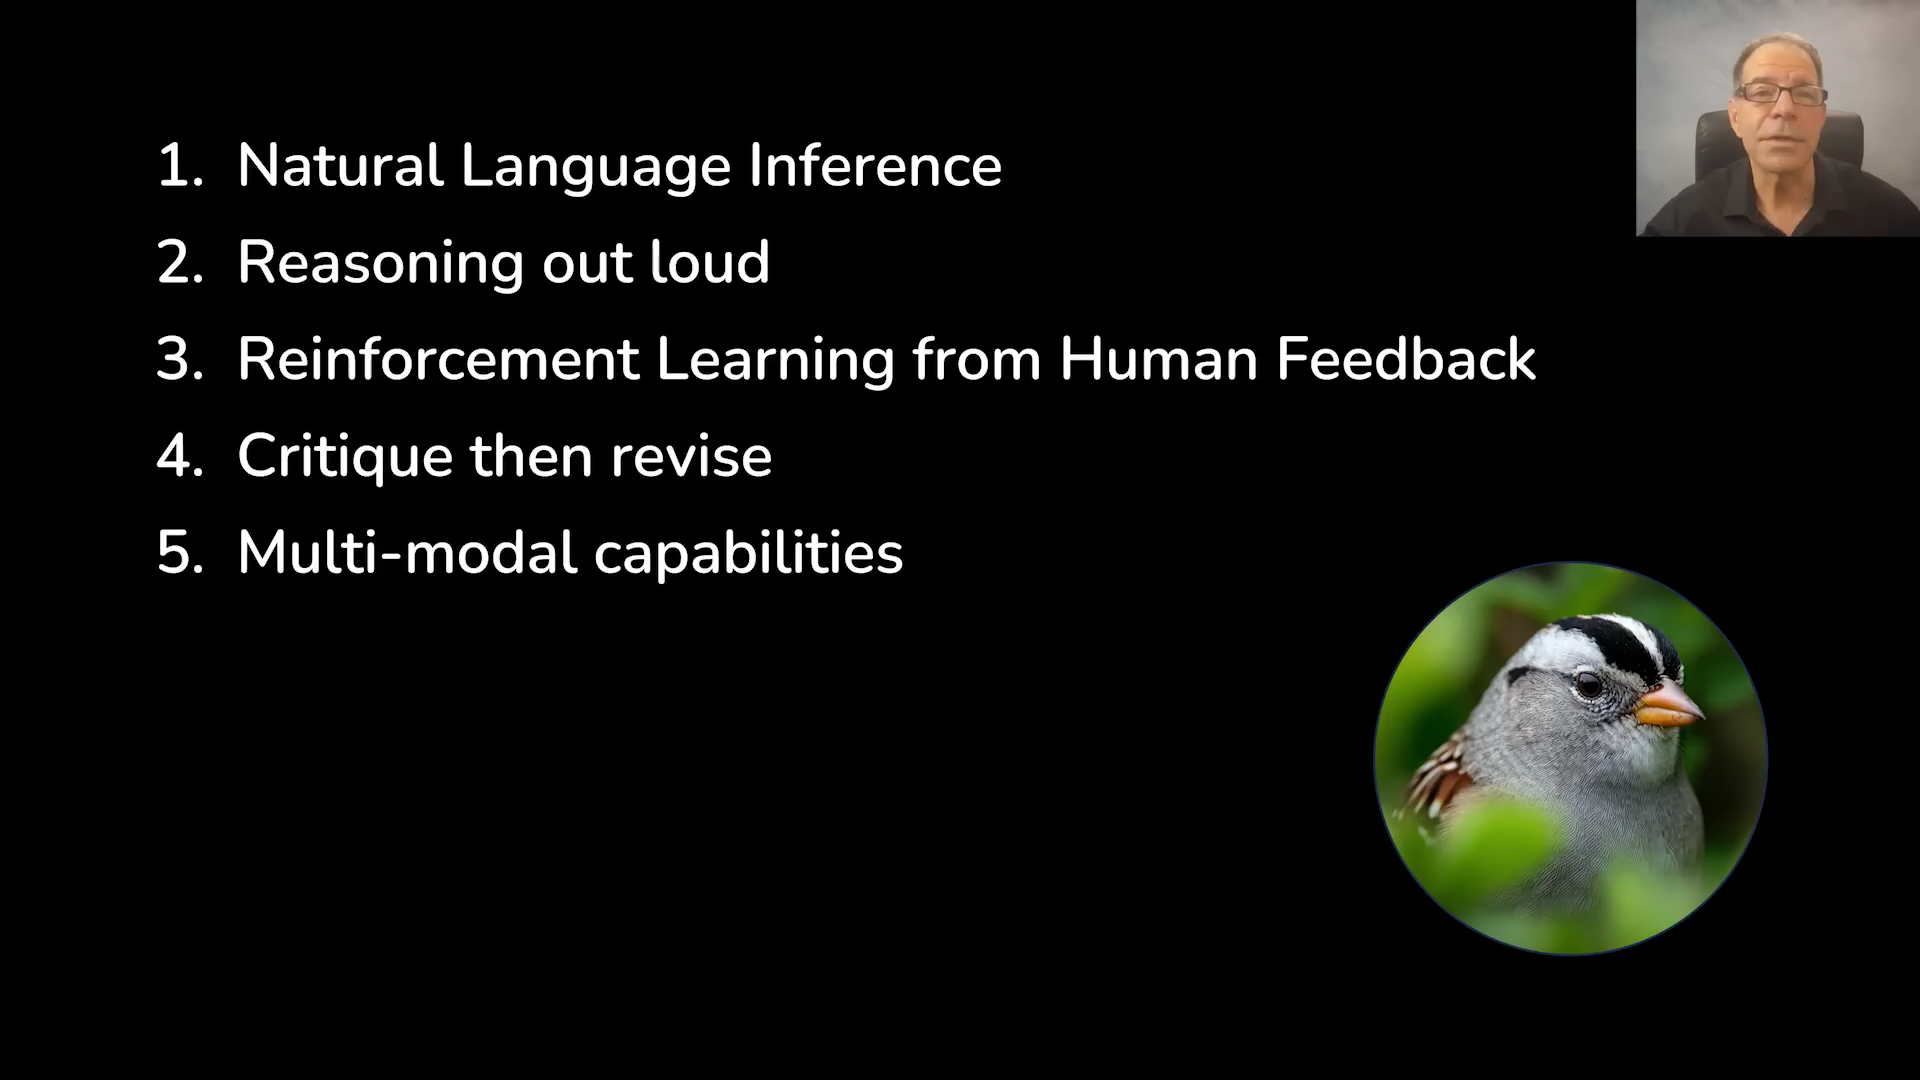 1. Natural Language Inference
2. Reasoning out loud
3. Reinforcement Learning from Human Feedback
4. Critique then revise
5. Multi-modal capabilities